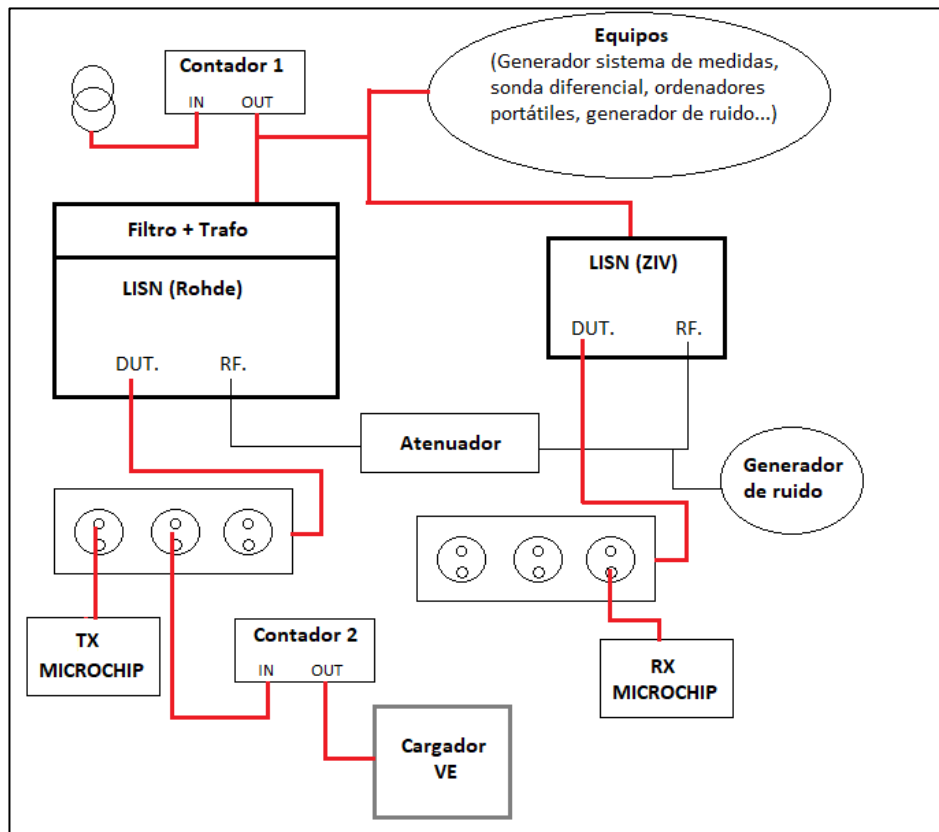 Contador 1
IN OUT
Equipos
(Generador sistema de medidas,
sonda diferencial, ordenadores
portátiles, generador de ruido...)
Filtro + Trafo
LISN (Rohde)
DUT. RF.
LISN (ZIV)
DUT. RF.
Atenuador
Generador
de ruido
TX
MICROCHIP
Contador 2
IN OUT
RX
MICROCHIP
Cargador
VE